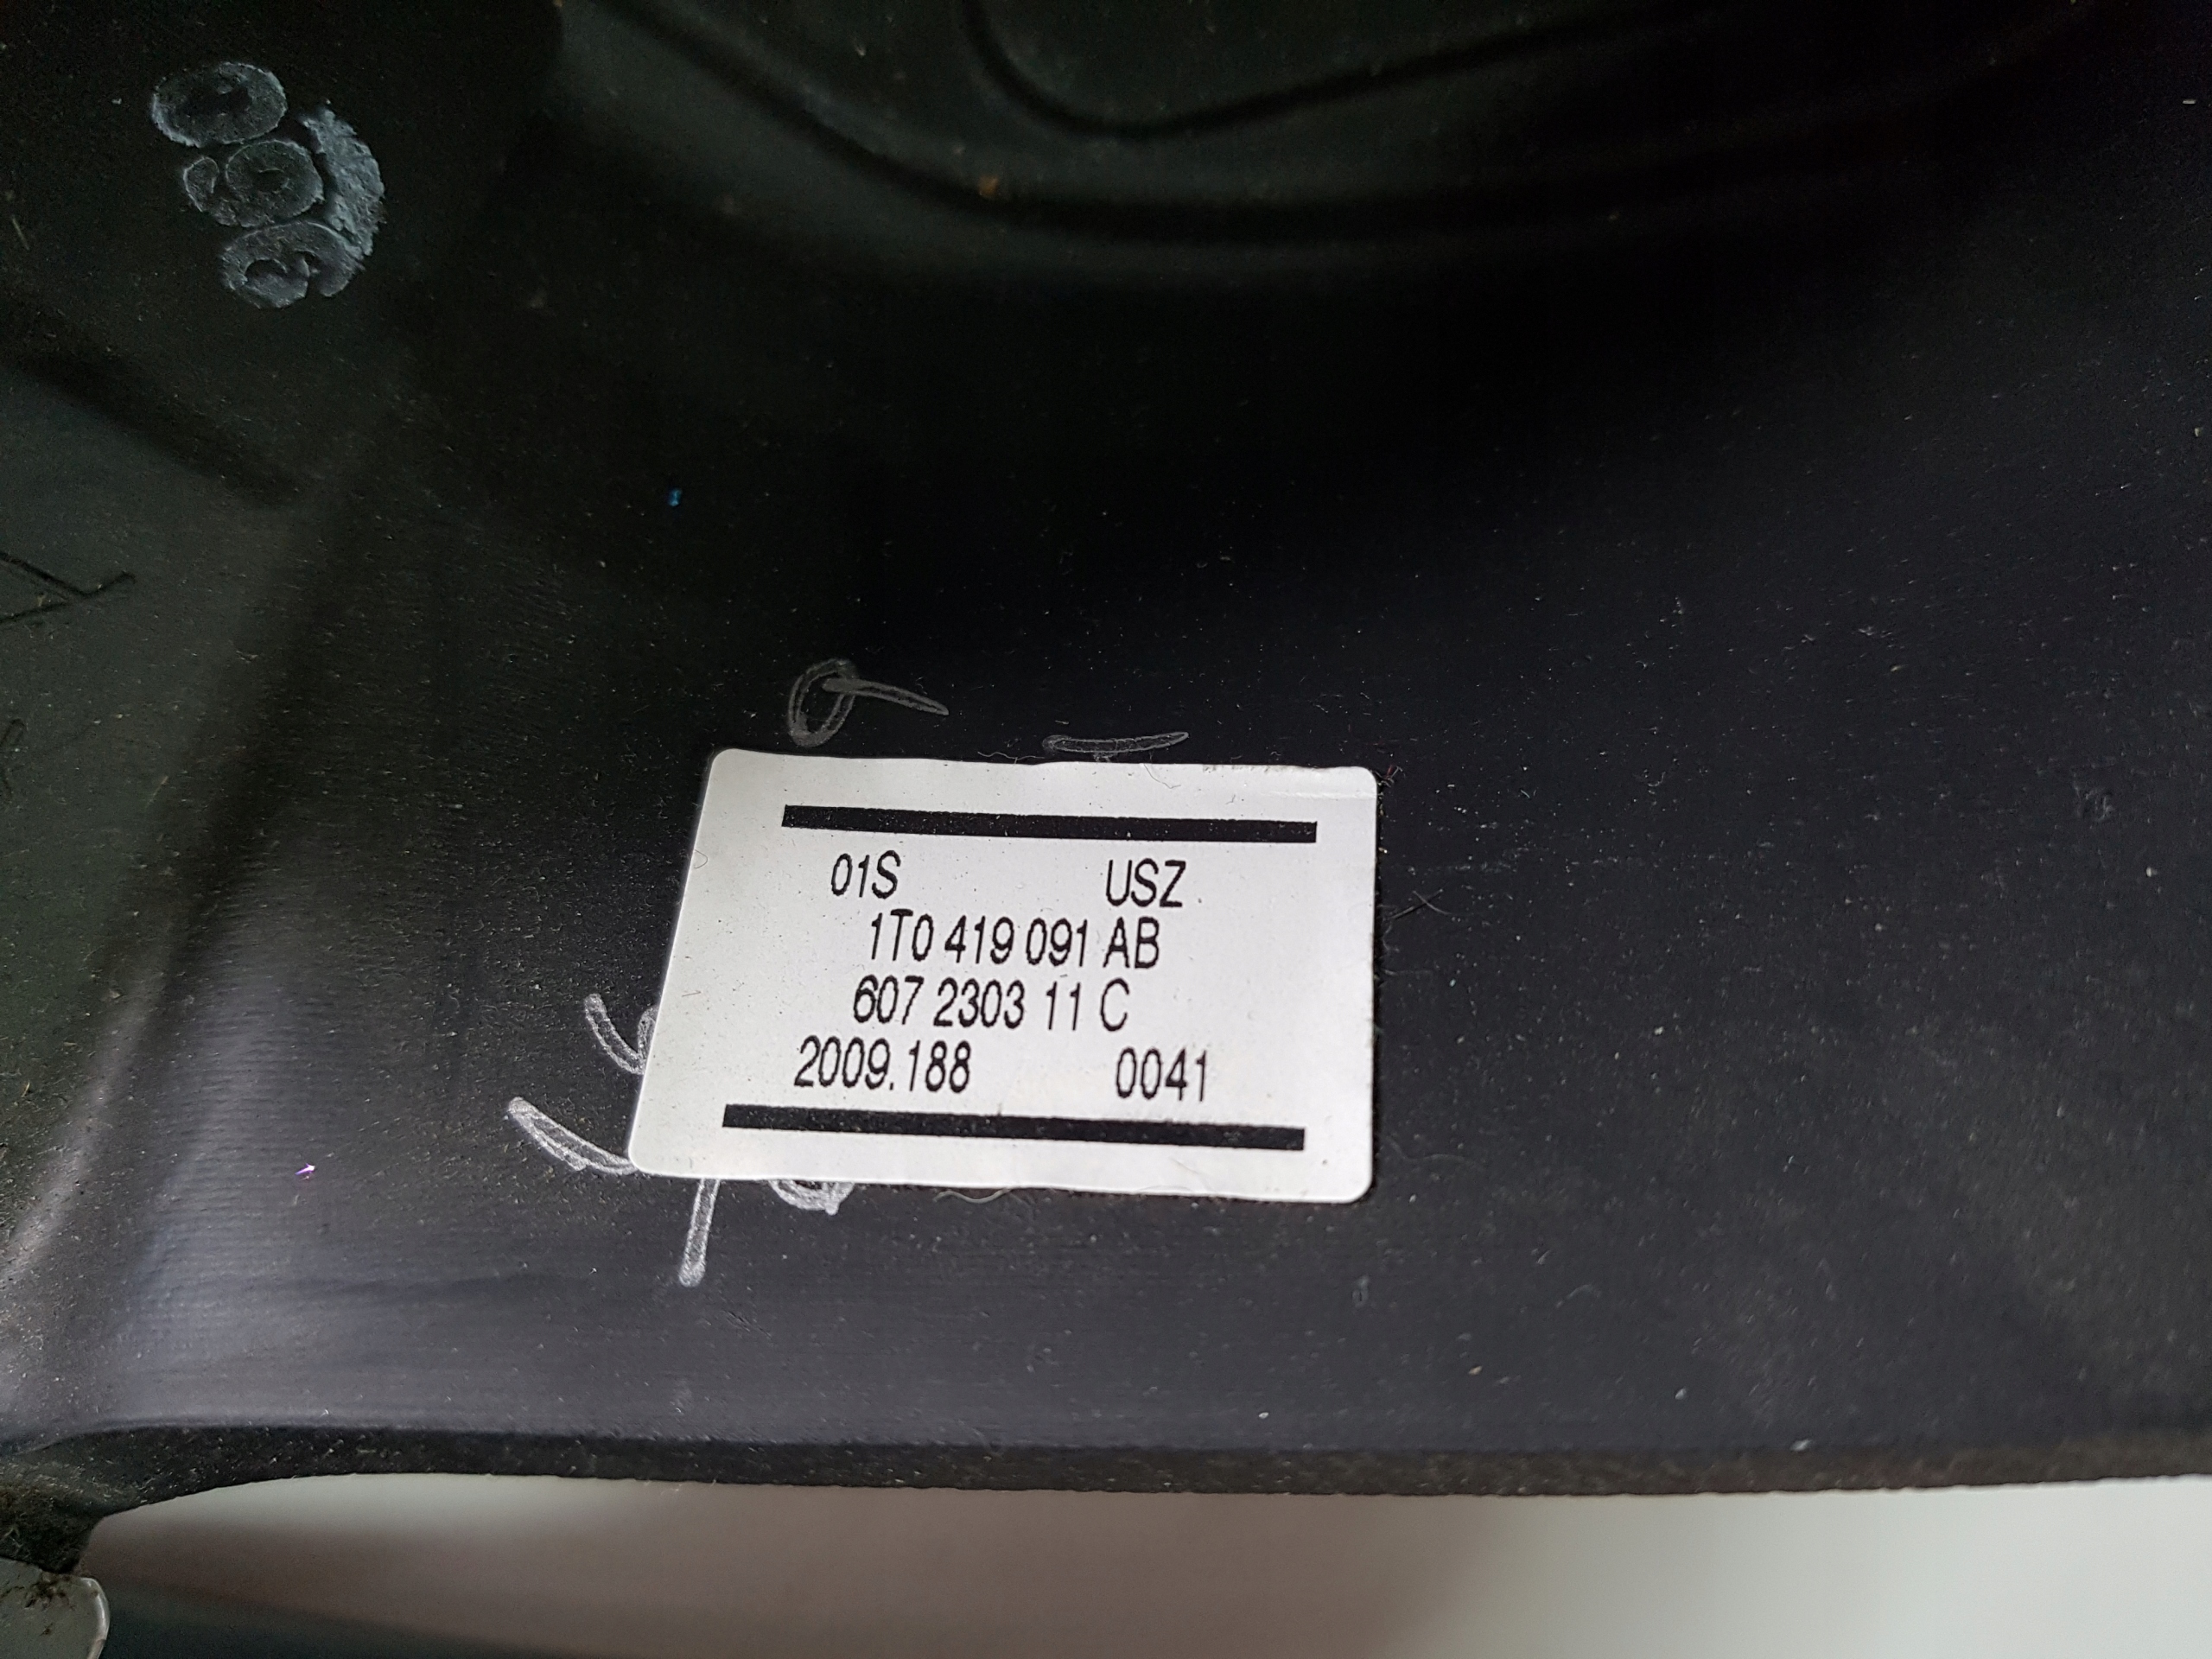 01S USZ
1T0 419 091 AB
607 2303 11 C
2009.188 0041